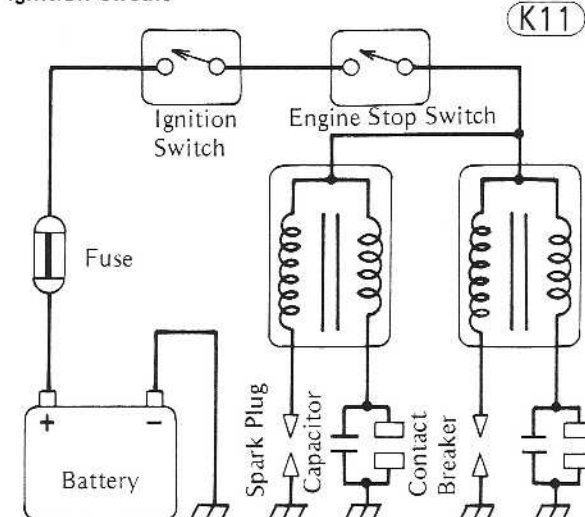 Ignition Circuit
K11
Ignition
Switch
Engine Stop Switch
Fuse
+
−
Battery
Spark Plug
Capacitor
Contact
Breaker